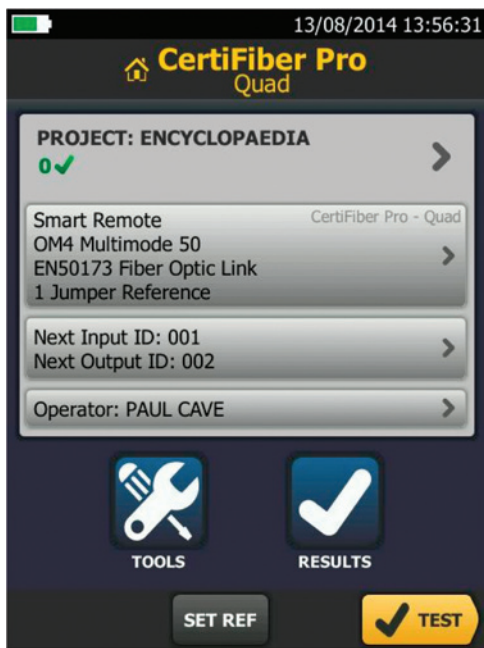 13/08/2014 13:56:31
CertiFiber Pro
Quad
PROJECT: ENCYCLOPAEDIA
0
Smart Remote CertiFiber Pro - Quad
OM4 Multimode 50
EN50173 Fiber Optic Link
1 Jumper Reference
Next Input ID: 001
Next Output ID: 002
Operator: PAUL CAVE
TOOLS RESULTS
SET REF TEST